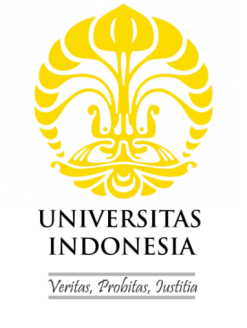 UNIVERSITAS
INDONESIA
Veritas, Probitas, Iustitia